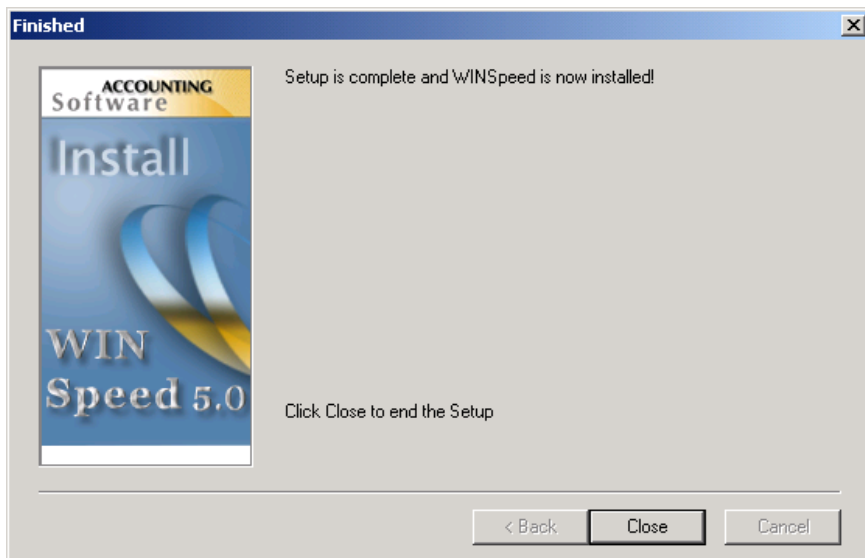 Finished
ACCOUNTING
Software
Install
WIN
Speed 5.0
Setup is complete and WINSpeed is now installed!
Click Close to end the Setup
< Back
Close
Cancel